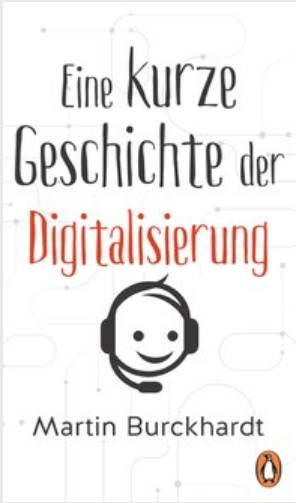 Eine kurze
Geschichte der
Digitalisierung
Martin Burckhardt